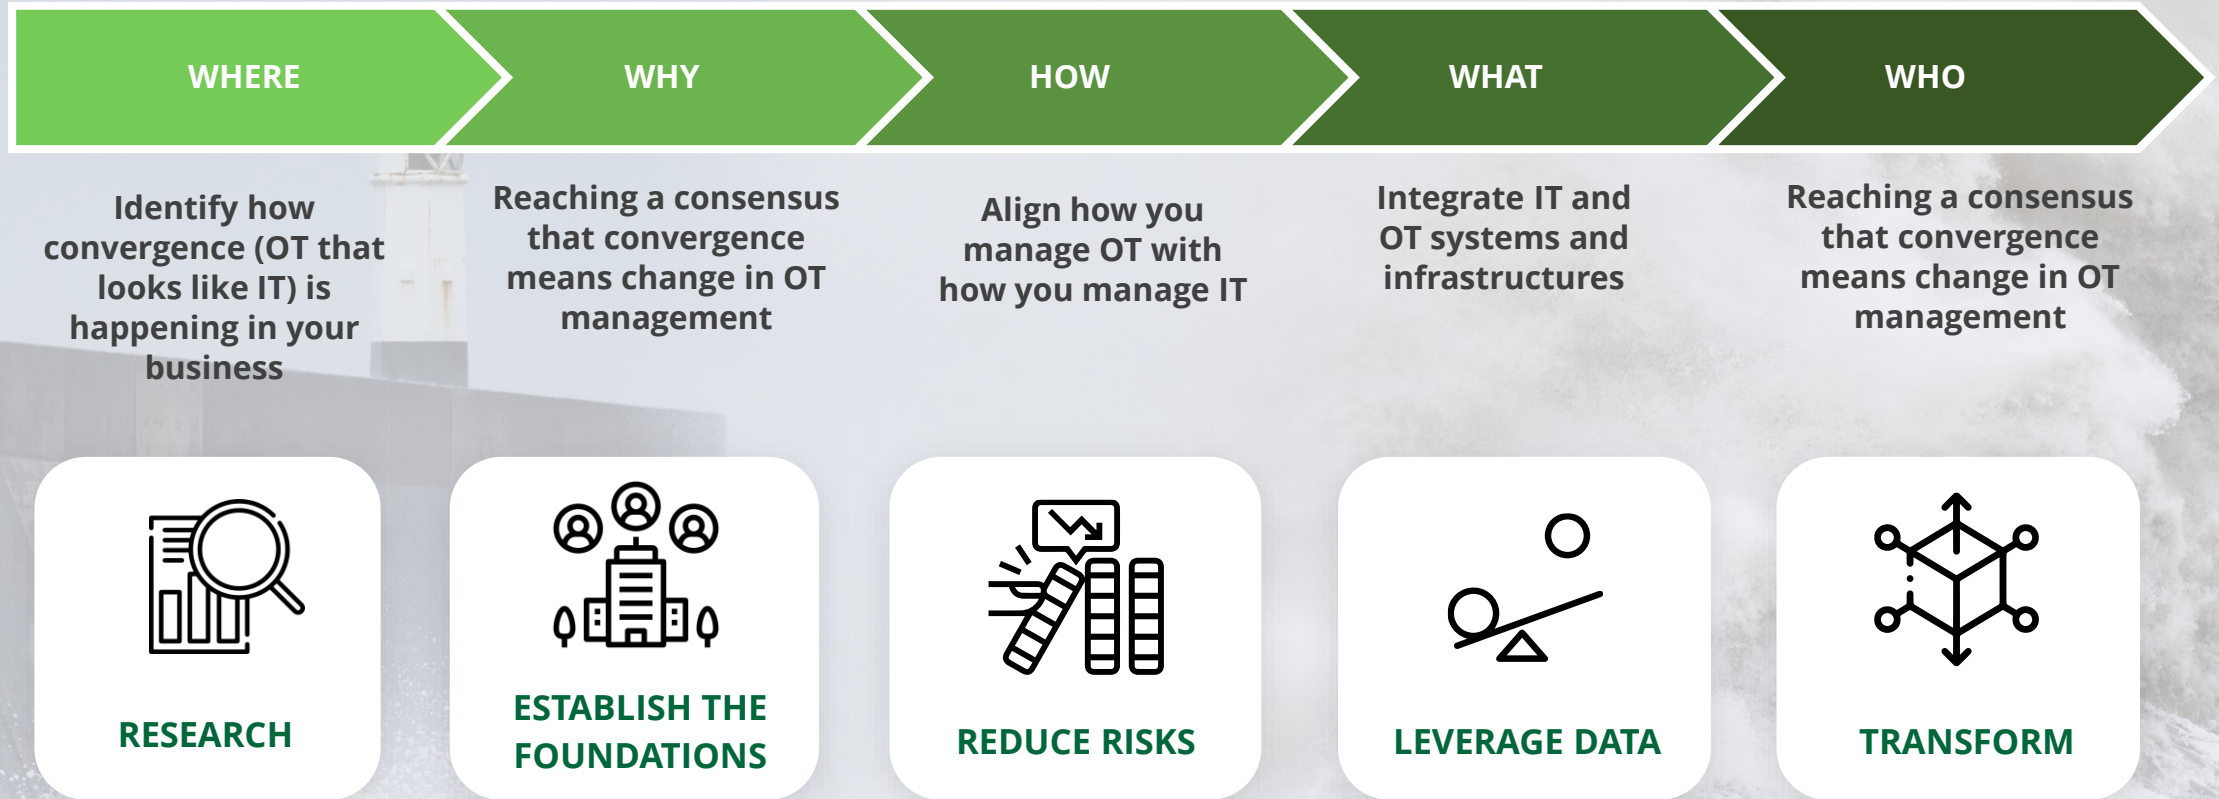 WHERE
WHY
HOW
WHAT
WHO
Identify how
convergence (OT that
looks like IT) is
happening in your
business
Reaching a consensus
that convergence
means change in OT
management
Align how you
manage OT with
how you manage IT
Integrate IT and
OT systems and
infrastructures
Reaching a consensus
that convergence
means change in OT
management
RESEARCH
ESTABLISH THE
FOUNDATIONS
REDUCE RISKS
LEVERAGE DATA
TRANSFORM